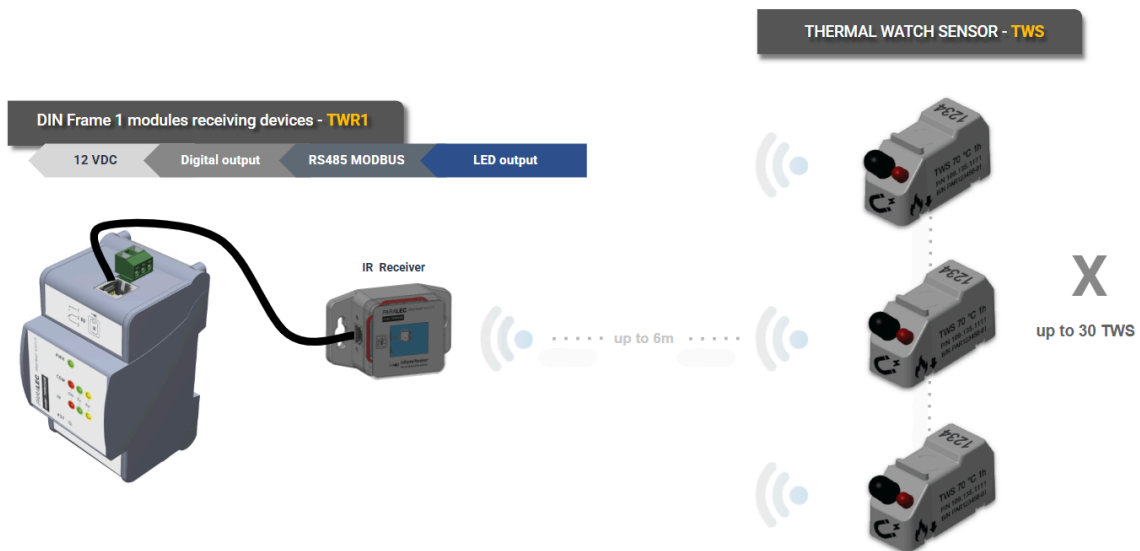 THERMAL WATCH SENSOR - TWS
DIN Frame 1 modules receiving devices - TWR1
12 VDC
Digital output
RS485 MODBUS
LED output
IR Receiver
up to 6m
X
up to 30 TWS
1234
TWS 70 °C 1h
1234
TWS 70 °C 1h
1234
TWS 70 °C 1h